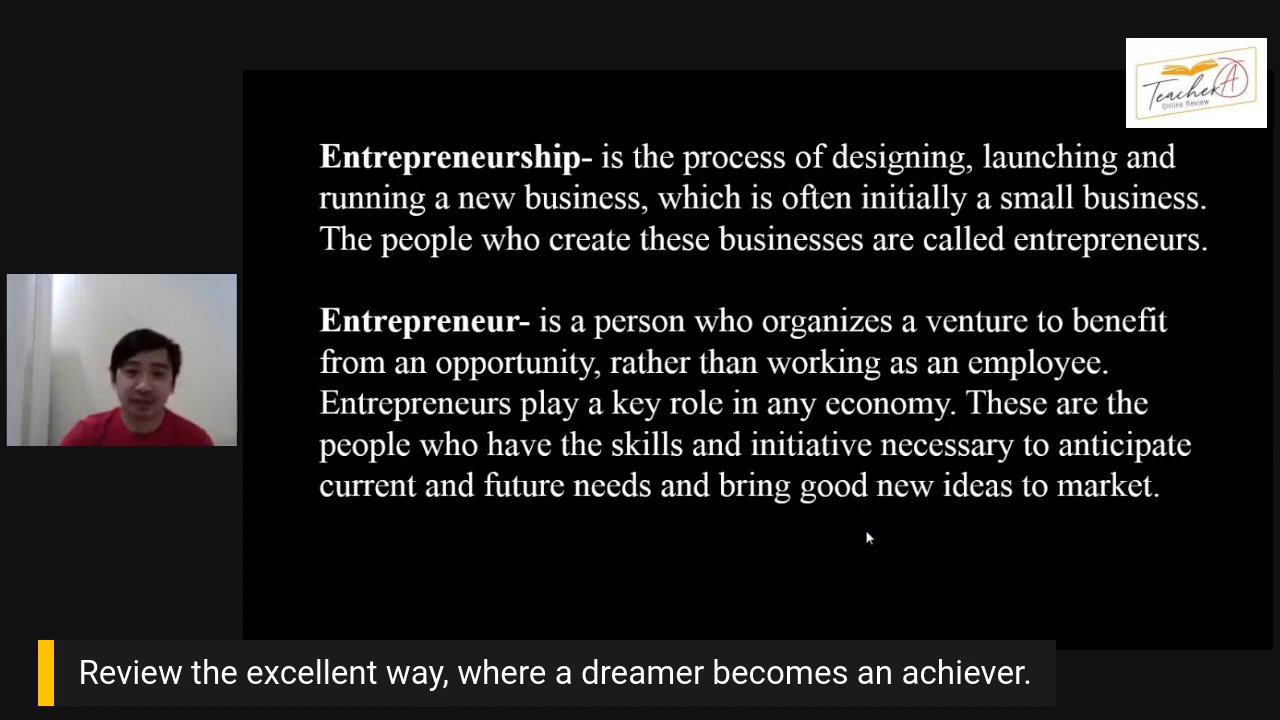 TeacherA
Online Review
Entrepreneurship- is the process of designing, launching and
running a new business, which is often initially a small business.
The people who create these businesses are called entrepreneurs.
Entrepreneur- is a person who organizes a venture to benefit
from an opportunity, rather than working as an employee.
Entrepreneurs play a key role in any economy. These are the
people who have the skills and initiative necessary to anticipate
current and future needs and bring good new ideas to market.
Review the excellent way, where a dreamer becomes an achiever.